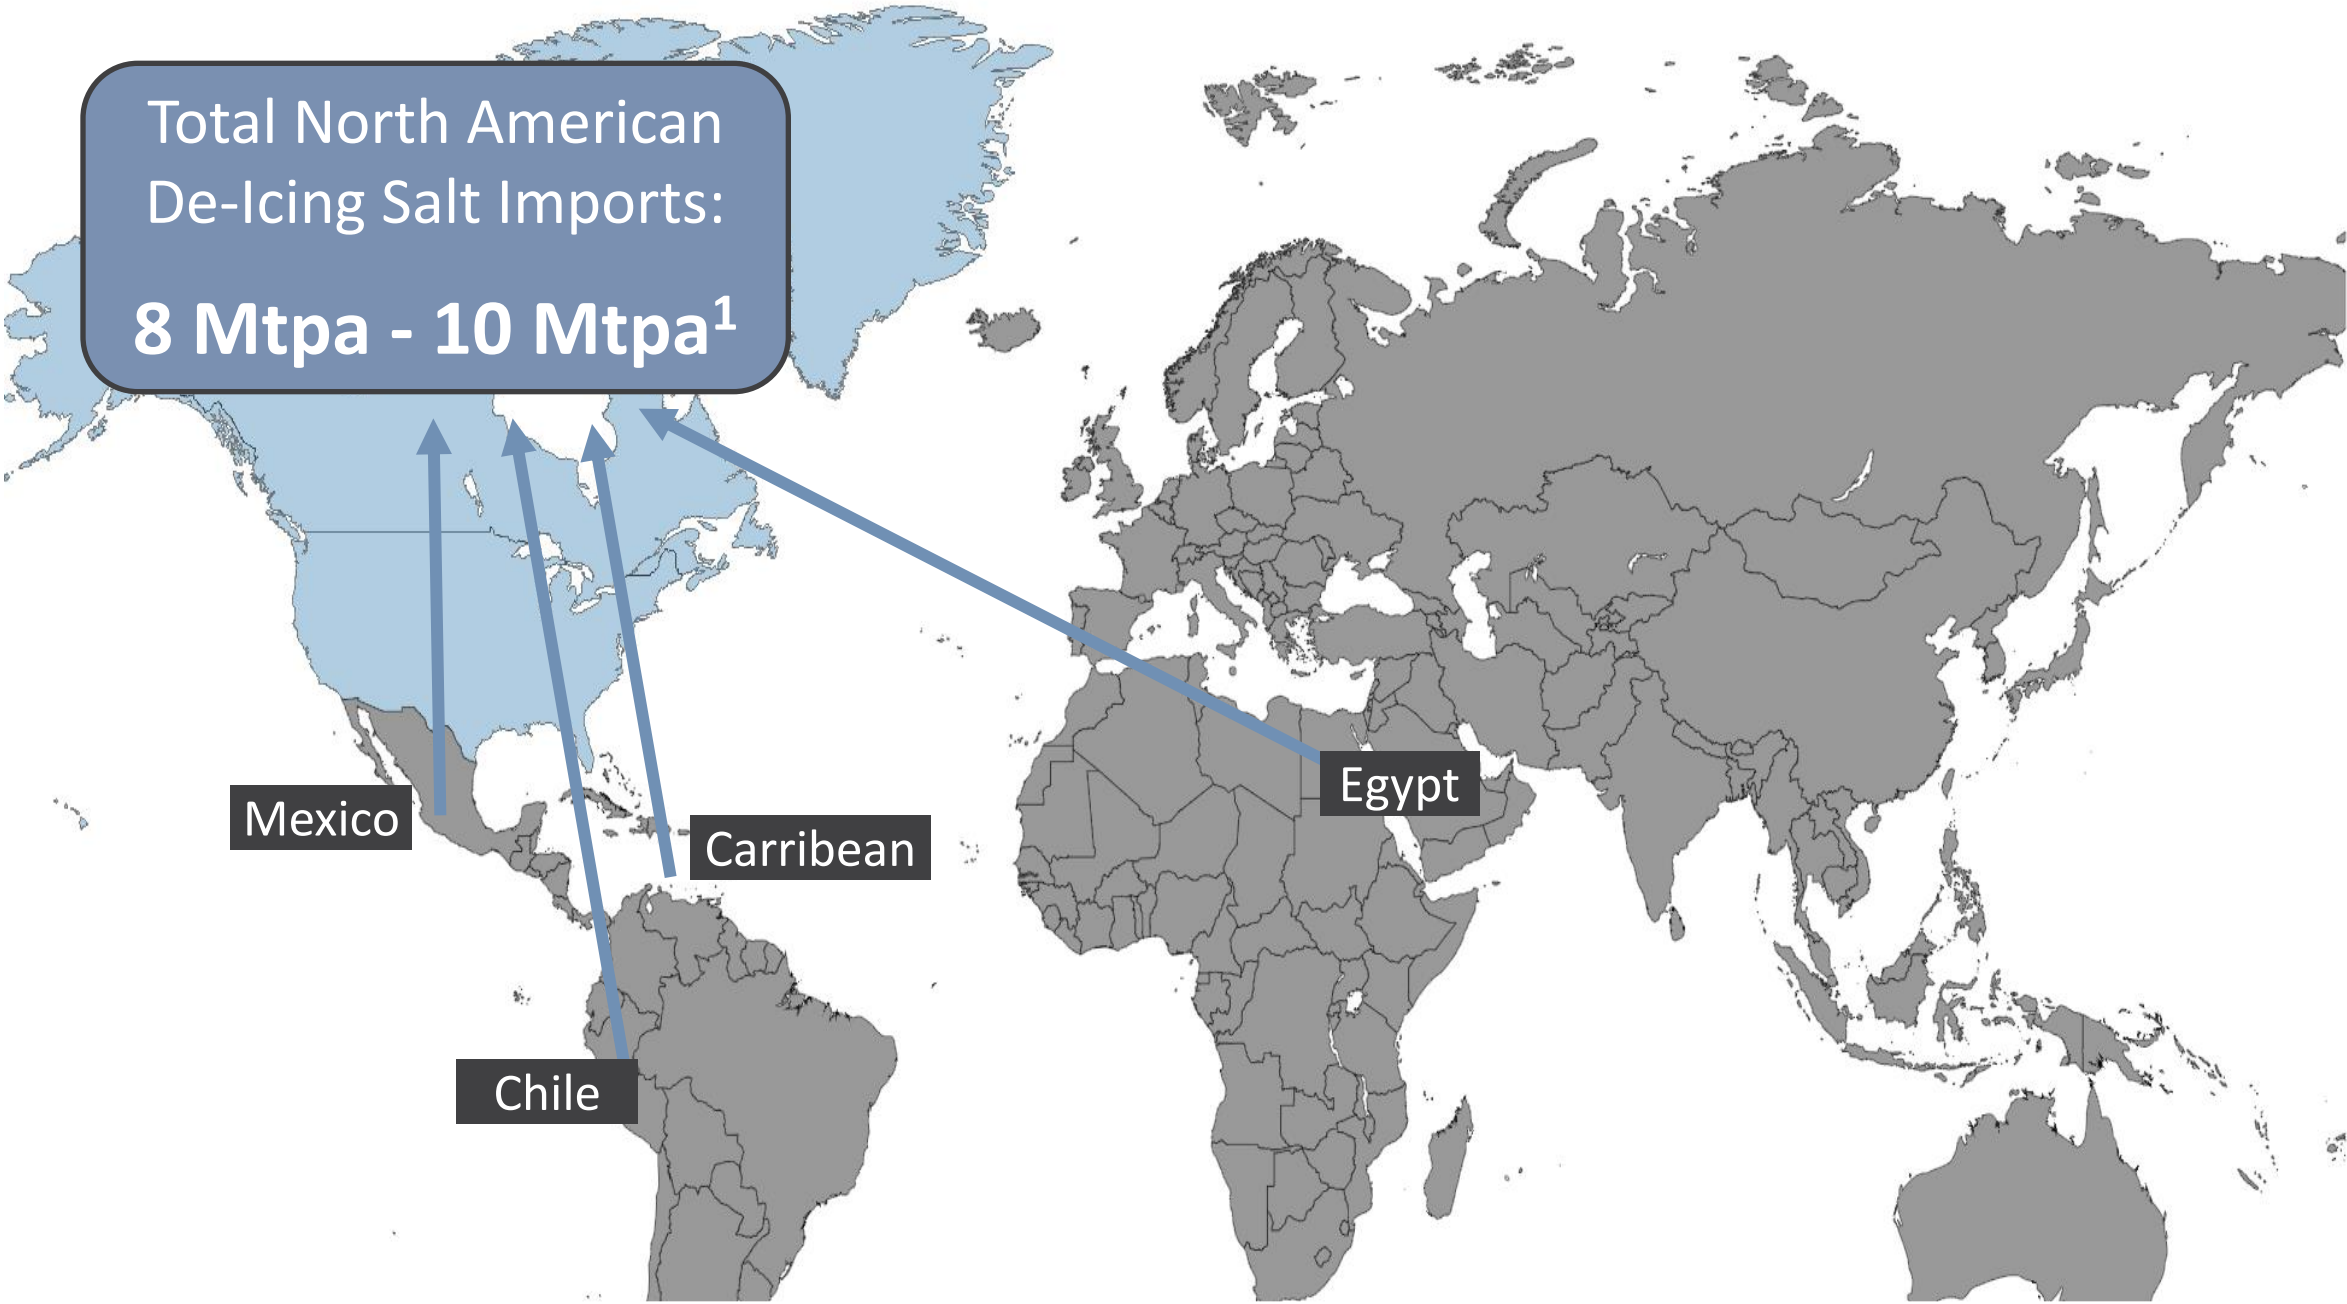 Total North American
De-Icing Salt Imports:
8 Mtpa - 10 Mtpa¹
Mexico
Carribean
Egypt
Chile